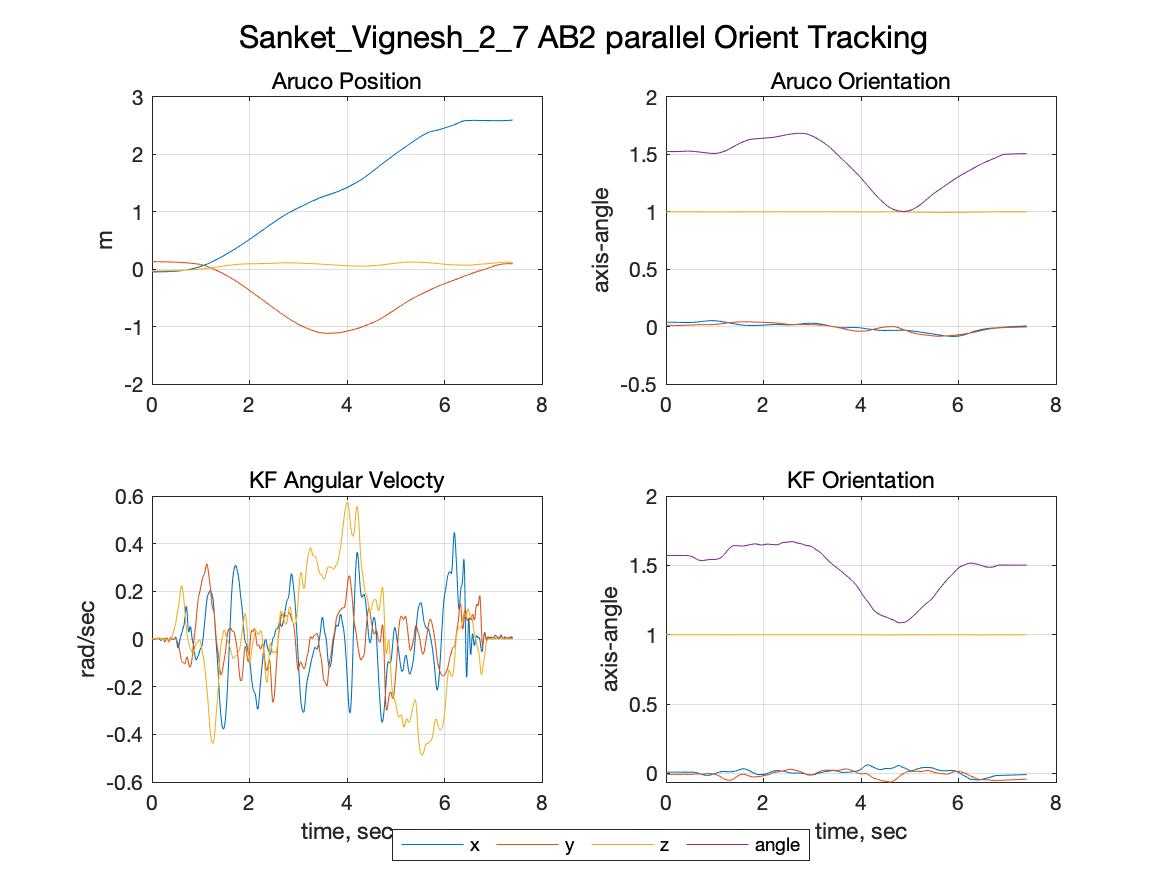 Sanket_Vignesh_2_7 AB2 parallel Orient Tracking
Aruco Position
3
2
1
0
-1
-2
m
0 2 4 6 8
Aruco Orientation
2
1.5
1
0.5
0
-0.5
axis-angle
0 2 4 6 8
KF Angular Velocty
0.6
0.4
0.2
0
-0.2
-0.4
-0.6
rad/sec
0 2 4 6 8
time, sec
KF Orientation
2
1.5
1
0.5
0
axis-angle
0 2 4 6 8
time, sec
x y z angle